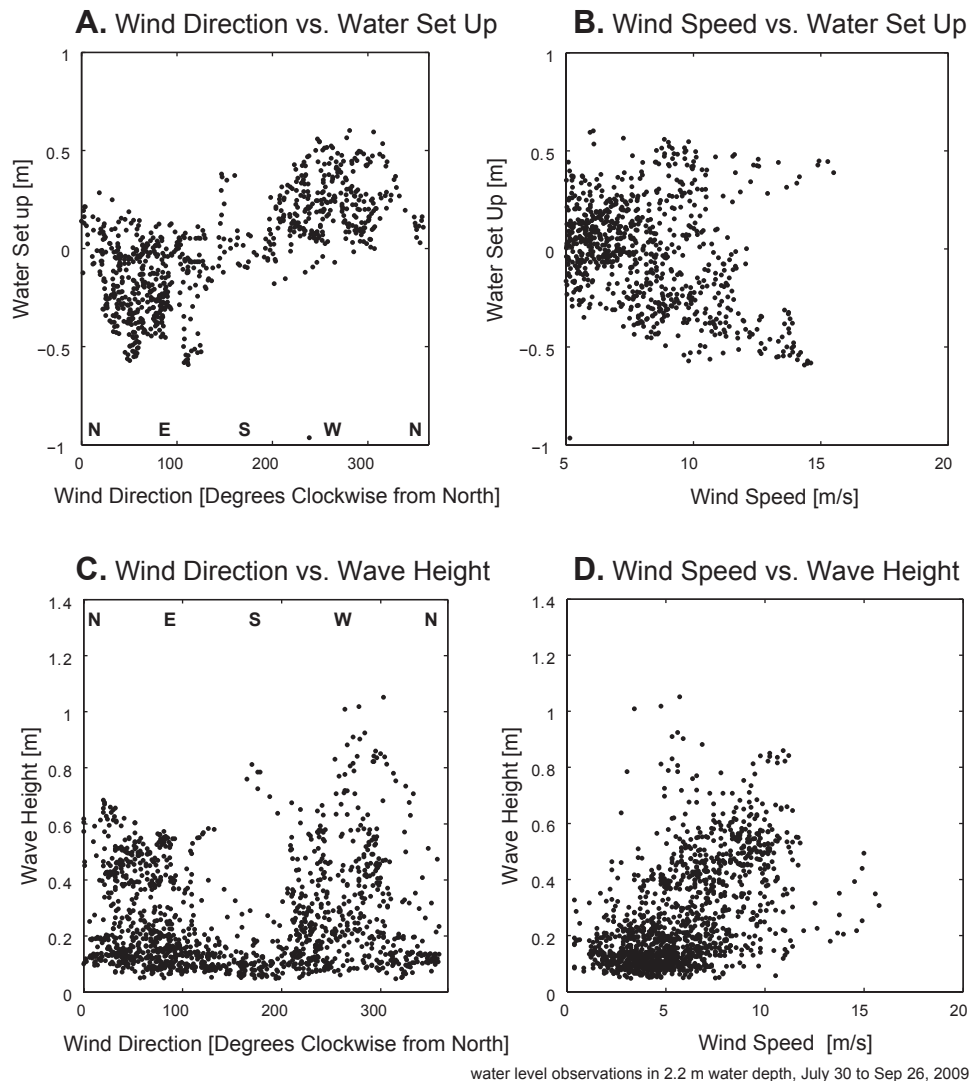 A. Wind Direction vs. Water Set Up
1
0.5
0
−0.5
−1
Water Set up [m]
N E S W N
0 100 200 300
Wind Direction [Degrees Clockwise from North]
B. Wind Speed vs. Water Set Up
1
0.5
0
−0.5
−1
Water Set Up [m]
5 10 15 20
Wind Speed [m/s]
C. Wind Direction vs. Wave Height
1.4
1.2
1
0.8
0.6
0.4
0.2
0
Wave Height [m]
N E S W N
0 100 200 300
Wind Direction [Degrees Clockwise from North]
D. Wind Speed vs. Wave Height
1.4
1.2
1
0.8
0.6
0.4
0.2
0
Wave Height [m]
0 5 10 15 20
Wind Speed [m/s]
water level observations in 2.2 m water depth, July 30 to Sep 26, 2009